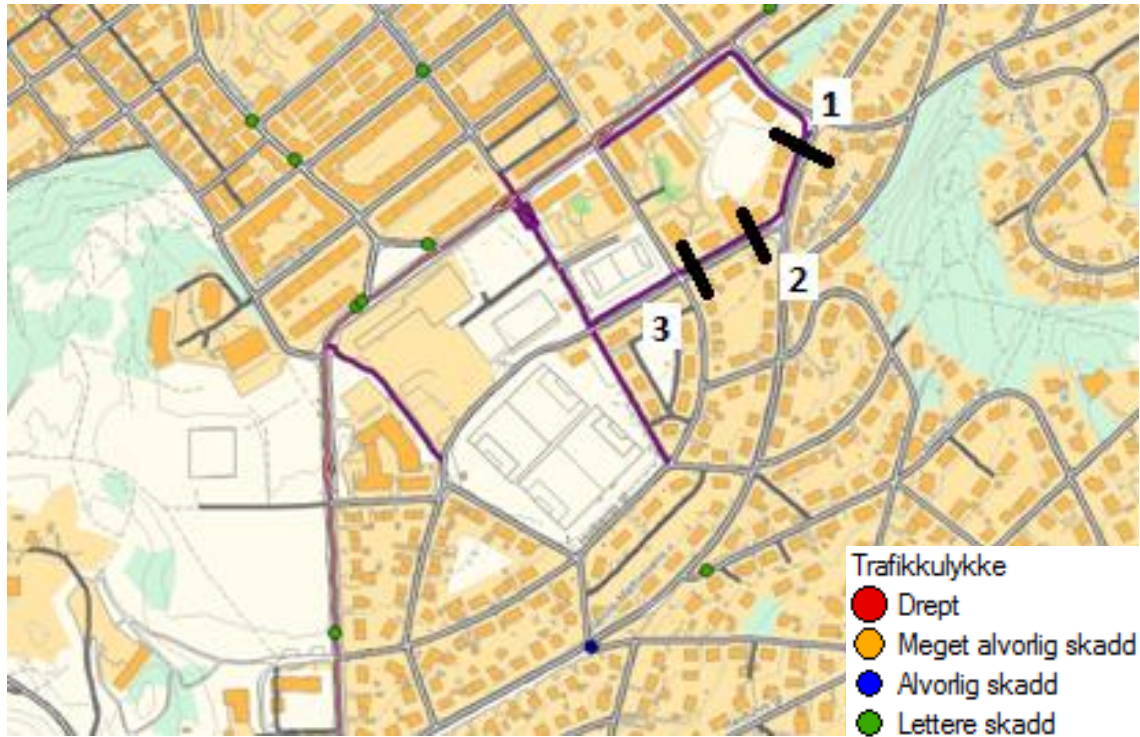 1
2
3
Trafikkulykke
Drept
Meget alvorlig skadd
Alvorlig skadd
Lettere skadd